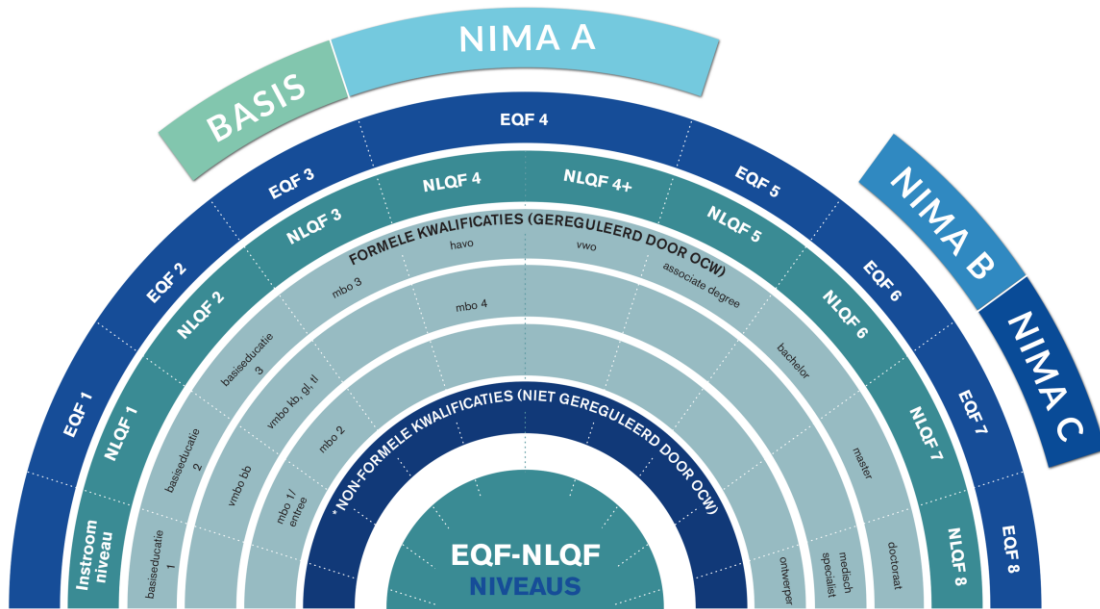 BASIS
NIMA A
NIMA B
NIMA C
EQF 1
EQF 2
EQF 3
EQF 4
EQF 5
EQF 6
EQF 7
EQF 8
Instroom
niveau
NLQF 1
NLQF 2
NLQF 3
NLQF 4
NLQF 4+
NLQF 5
NLQF 6
NLQF 7
NLQF 8
FORMELE KWALIFICATIES (GEREGULEERD DOOR OCW)
basiseducatie
1
basiseducatie
2
basiseducatie
3
mbo 3
havo
vwo
associate degree
bachelor
master
doctoraat
vmbo bb
vmbo kb, gl, tl
mbo 4
medisch
specialist
mbo 1/
entree
mbo 2
ontwerper
*NON-FORMELE KWALIFICATIES (NIET GEREGULEERD DOOR OCW)
EQF-NLQF
NIVEAUS